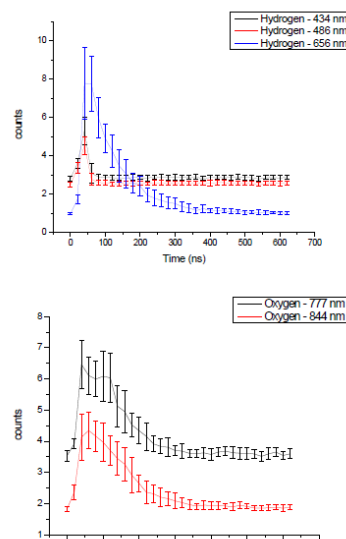 Hydrogen - 434 nm
Hydrogen - 486 nm
Hydrogen - 656 nm
10
8
6
4
2
0
counts
0 100 200 300 400 500 600 700
Time (ns)
Oxygen - 777 nm
Oxygen - 844 nm
8
7
6
5
4
3
2
1
counts